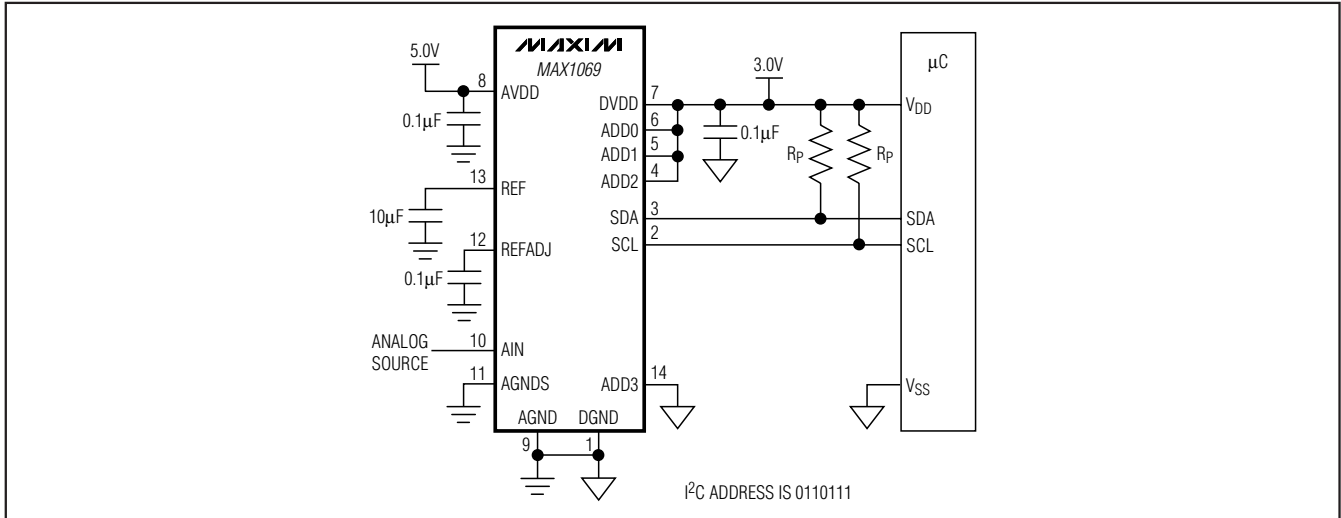 MAXIM
MAX1069
5.0V
8
AVDD
0.1µF
13
REF
10µF
12
REFADJ
0.1µF
ANALOG
SOURCE
10
AIN
11
AGNDS
AGND
DGND
9
1
DVDD
7
ADD0
6
ADD1
5
ADD2
4
SDA
3
SCL
2
ADD3
14
3.0V
0.1µF
RP
RP
µC
VDD
SDA
SCL
VSS
I2C ADDRESS IS 0110111